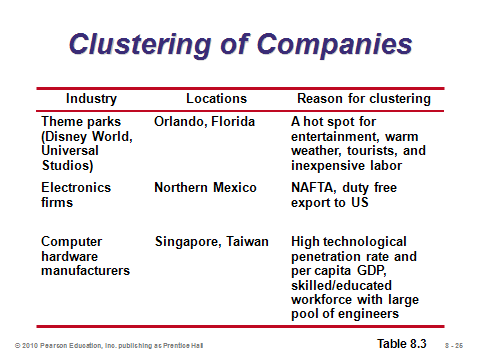 Clustering of Companies
Industry Locations Reason for clustering
Theme parks Orlando, Florida A hot spot for
(Disney World, entertainment, warm
Universal weather, tourists, and
Studios) inexpensive labor
Electronics Northern Mexico NAFTA, duty free
firms export to US
Computer Singapore, Taiwan High technological
hardware penetration rate and
manufacturers per capita GDP,
skilled/educated
workforce with large
pool of engineers
© 2010 Pearson Education, Inc. publishing as Prentice Hall Table 8.3 8 - 26